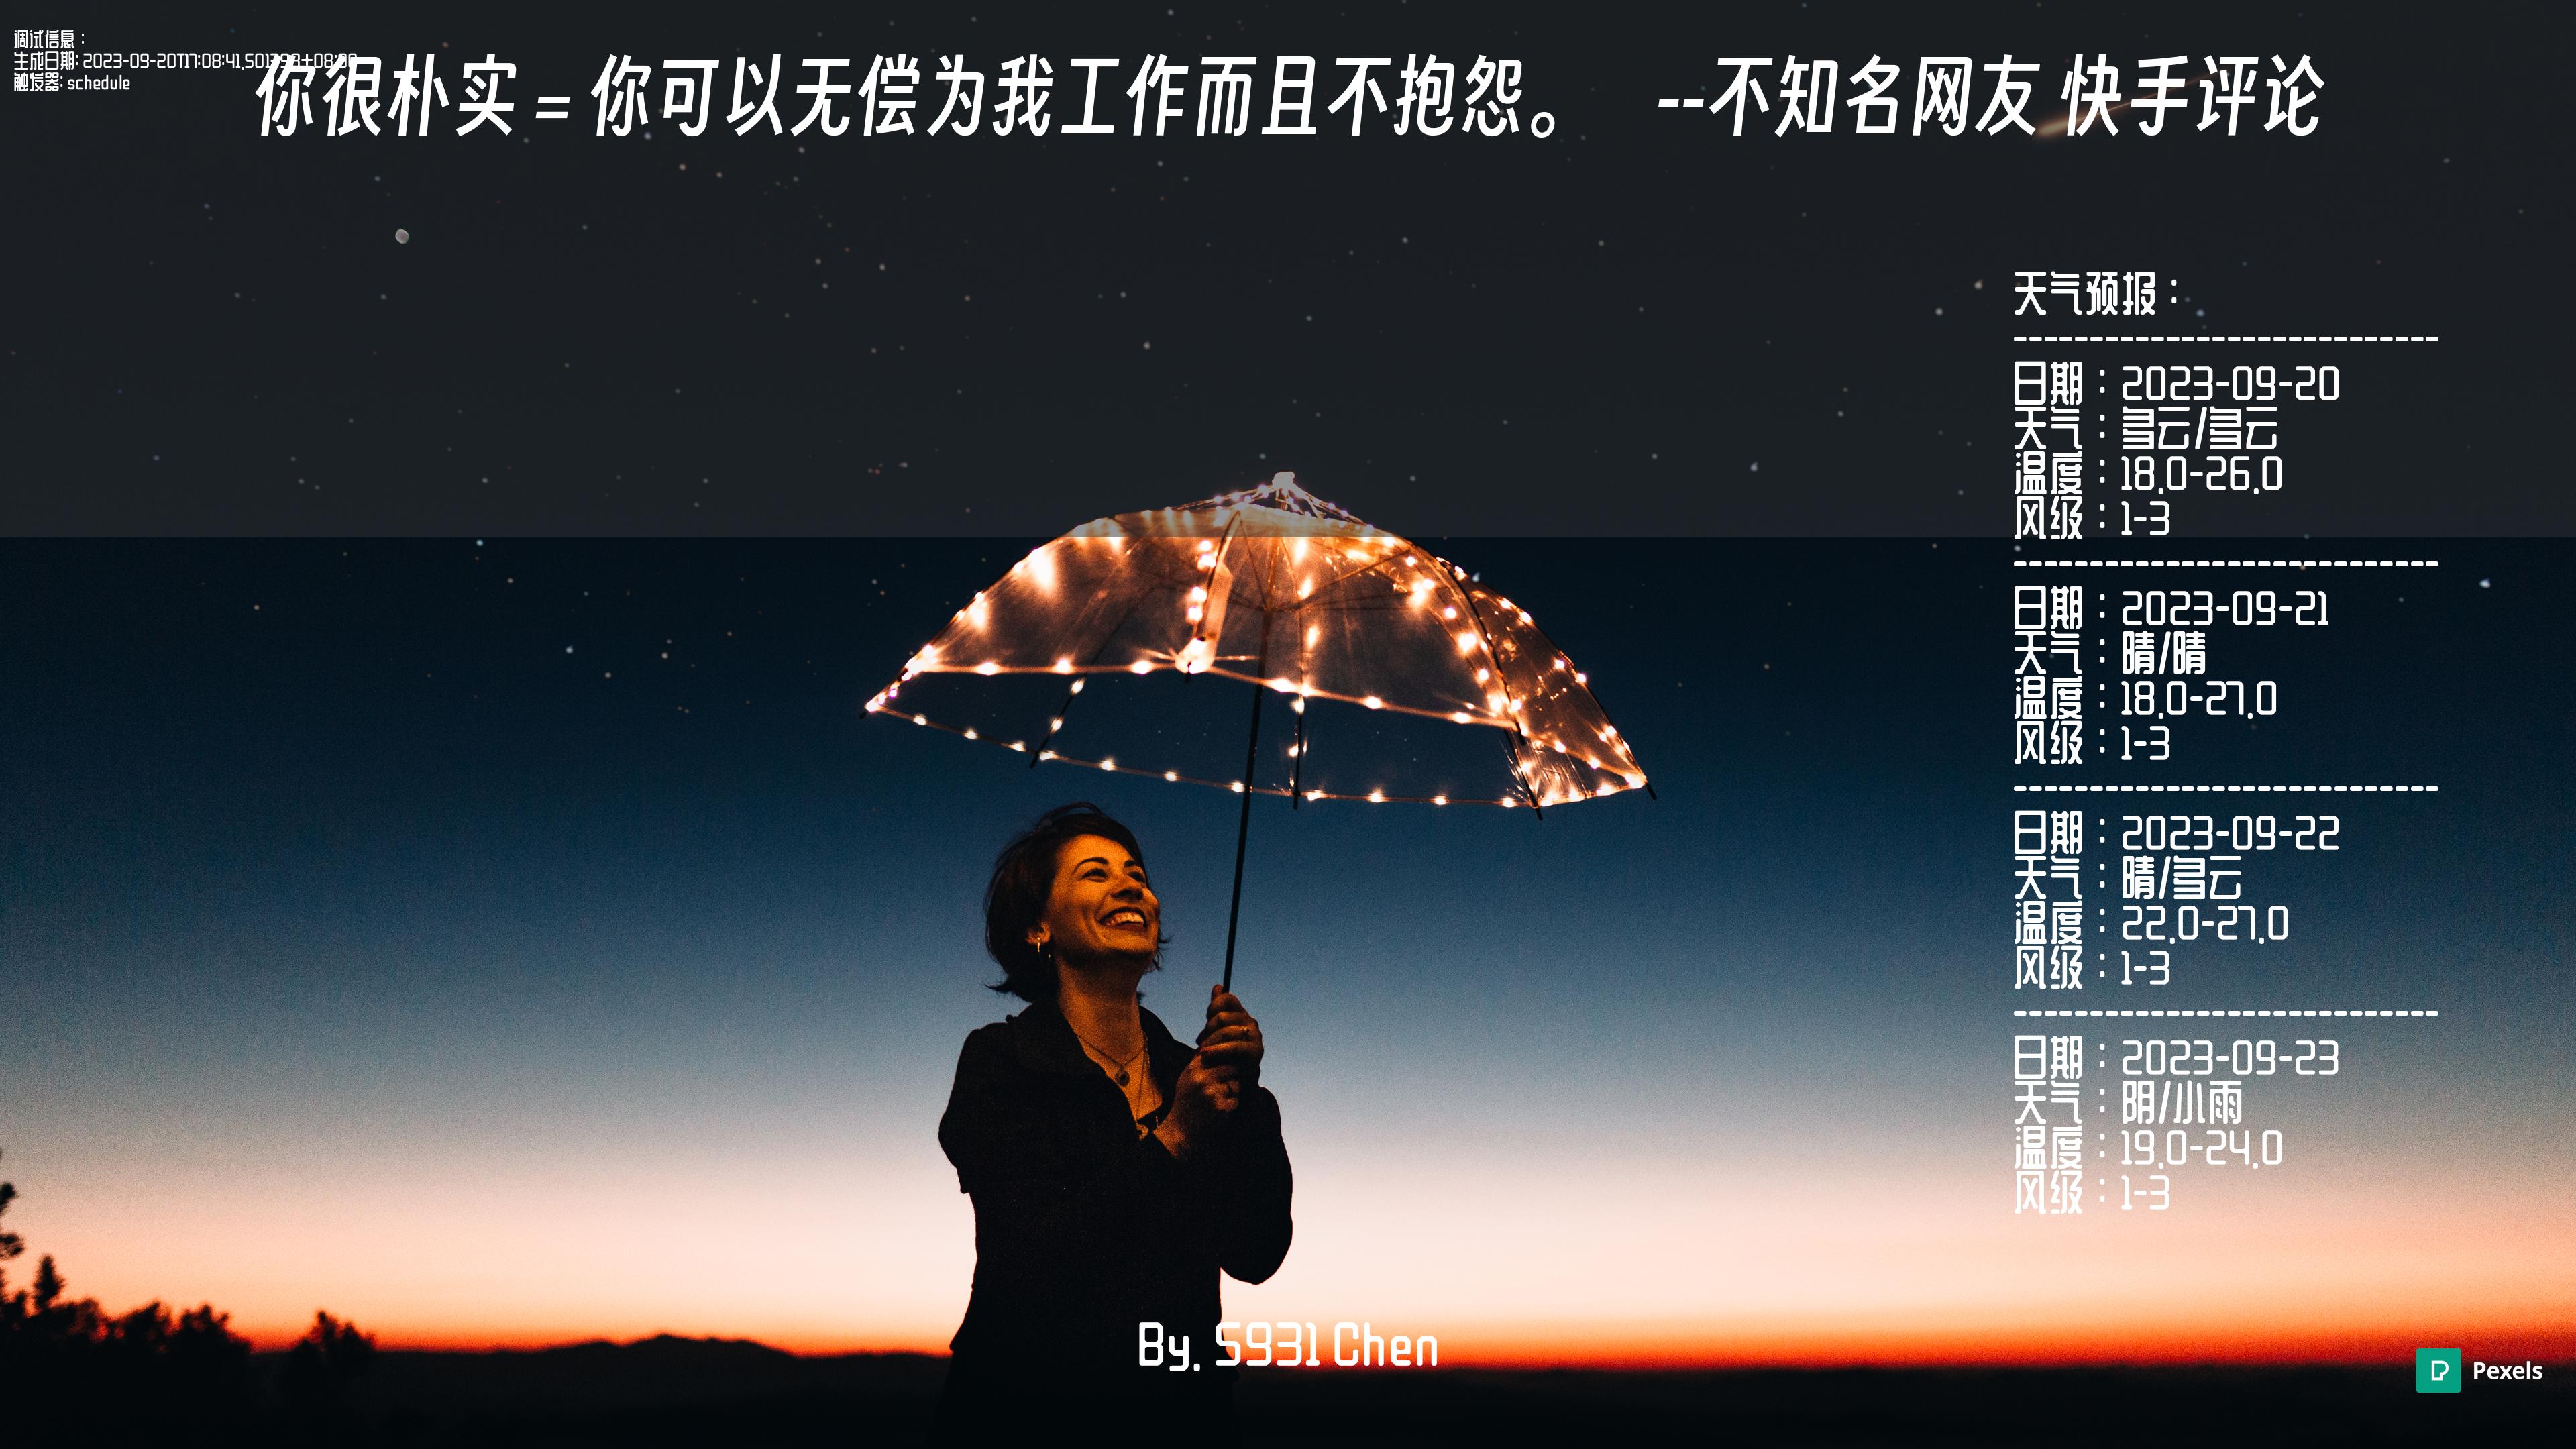 调试信息：
生成日期: 2023-09-20T17:08:41.501793+08:00
触发器: schedule
你很朴实 = 你可以无偿为我工作而且不抱怨。 --不知名网友 快手评论
天气预报：
----------------------------
日期：2023-09-20
天气：多云/多云
温度：18.0-26.0
风级：1-3
----------------------------
日期：2023-09-21
天气：晴/晴
温度：18.0-27.0
风级：1-3
----------------------------
日期：2023-09-22
天气：晴/多云
温度：22.0-27.0
风级：1-3
----------------------------
日期：2023-09-23
天气：阴/小雨
温度：19.0-24.0
风级：1-3
By. S931 Chen
Pexels